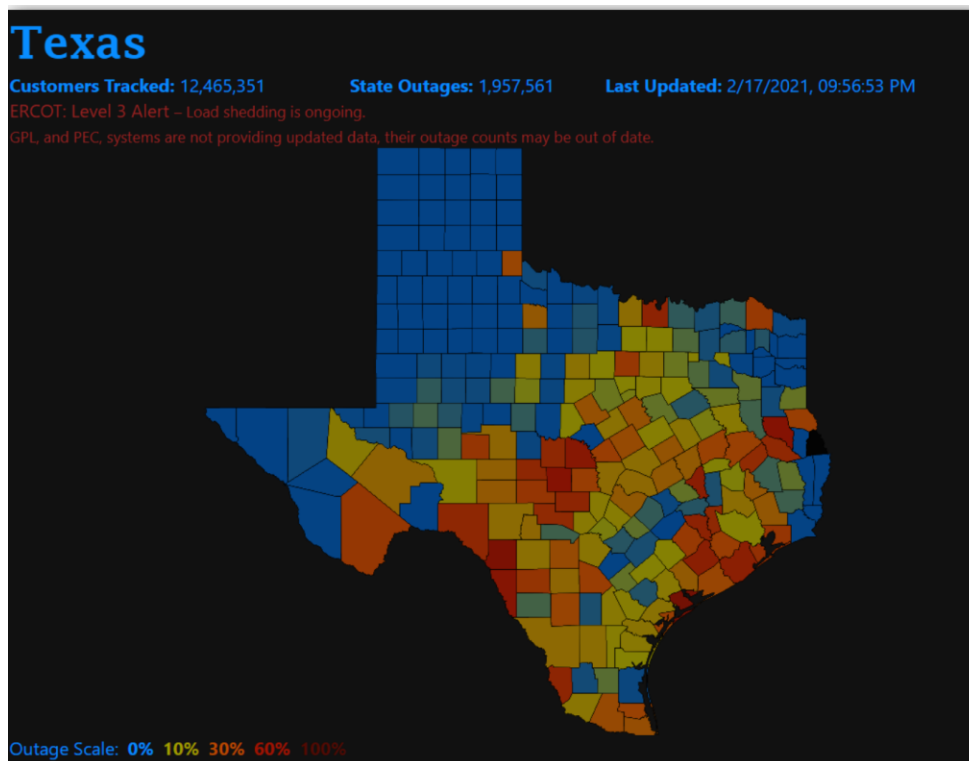 Texas
Customers Tracked: 12,465,351 State Outages: 1,957,561 Last Updated: 2/17/2021, 09:56:53 PM
ERCOT: Level 3 Alert – Load shedding is ongoing.
GPL, and PEC, systems are not providing updated data, their outage counts may be out of date.
Outage Scale: 0% 10% 30% 60% 100%